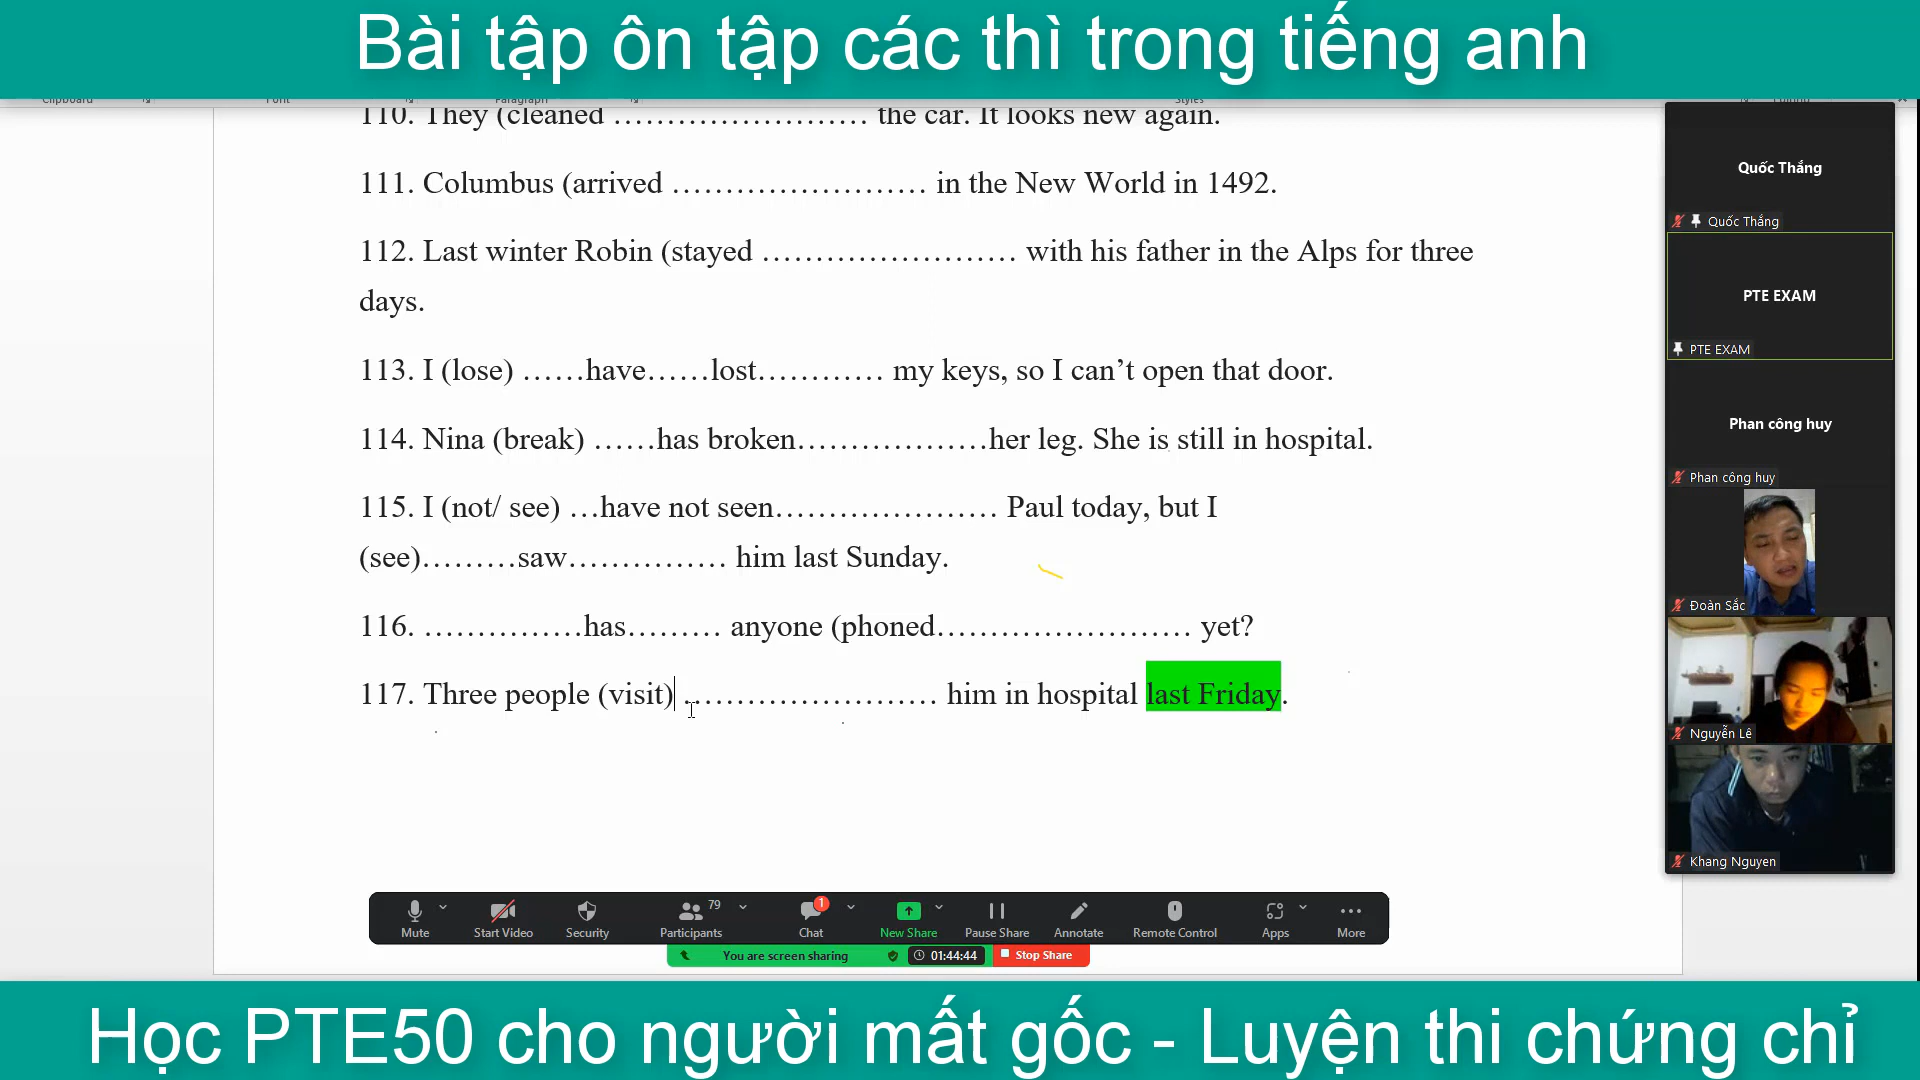 Bài tập ôn tập các thì trong tiếng anh
Clipboard Font Paragraph Styles Editing
110. They (cleaned …………………… the car. It looks new again.
111. Columbus (arrived …………………… in the New World in 1492.
112. Last winter Robin (stayed …………………… with his father in the Alps for three
days.
113. I (lose) ……have……lost………… my keys, so I can’t open that door.
114. Nina (break) ……has broken………………her leg. She is still in hospital.
115. I (not/ see) …have not seen………………… Paul today, but I
(see)………saw…………… him last Sunday.
116. ……………has……… anyone (phoned…………………… yet?
117. Three people (visit) …………………… him in hospital last Friday.
Quốc Thắng
Quốc Thắng
PTE EXAM
PTE EXAM
Phan công huy
Phan công huy
Đoàn Sắc
Nguyễn Lê
Khang Nguyen
79 1
Mute Start Video Security Participants Chat New Share Pause Share Annotate Remote Control Apps More
You are screen sharing 01:44:44 Stop Share
Học PTE50 cho người mất gốc - Luyện thi chứng chỉ